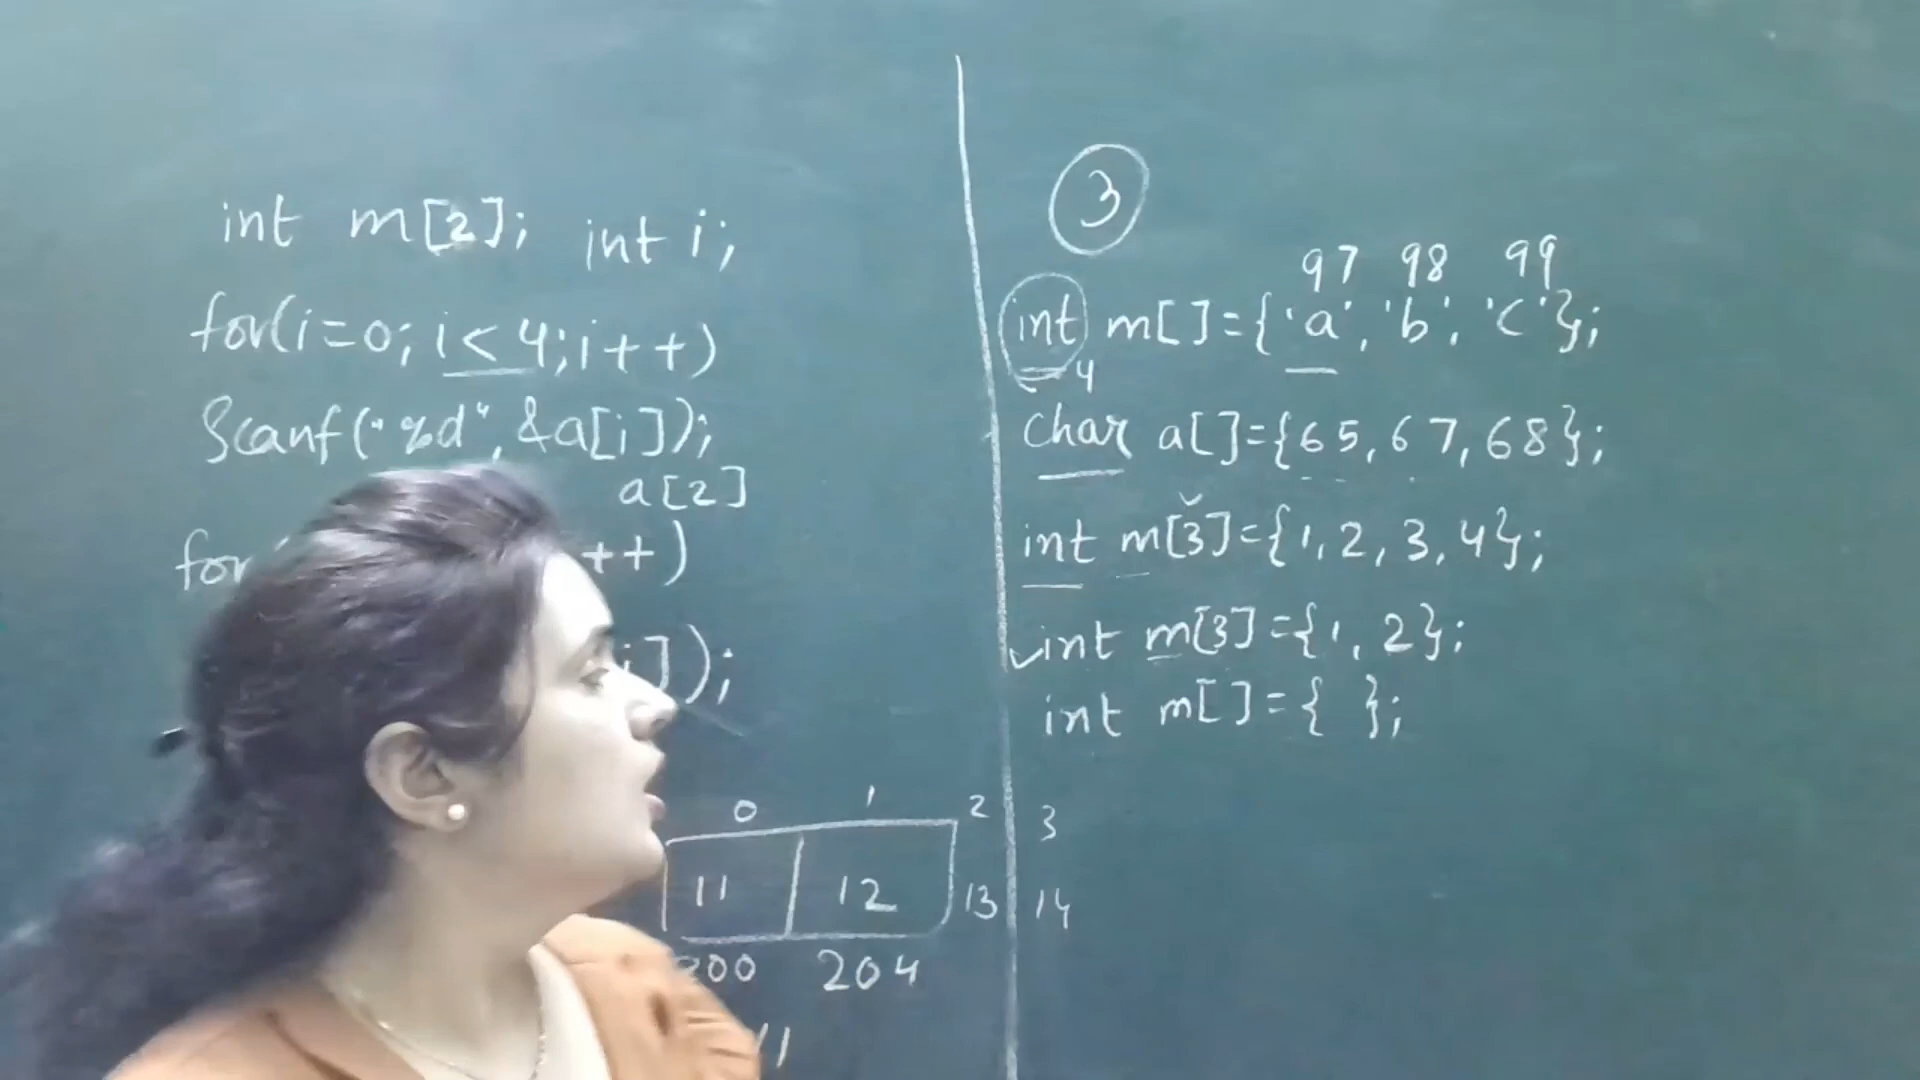 int m[2]; int i;
for(i=0; i<4; i++)
Scanf("%d", &a[i]);
a[2]
for ++)
i]);
0 1 2 3
11 12 13 14
200 204
11
3
97 98 99
int m[]={'a', 'b', 'c'};
4
char a[]={65, 67, 68};
int m[3]={1, 2, 3, 4};
int m[3]={1, 2};
int m[]={ };